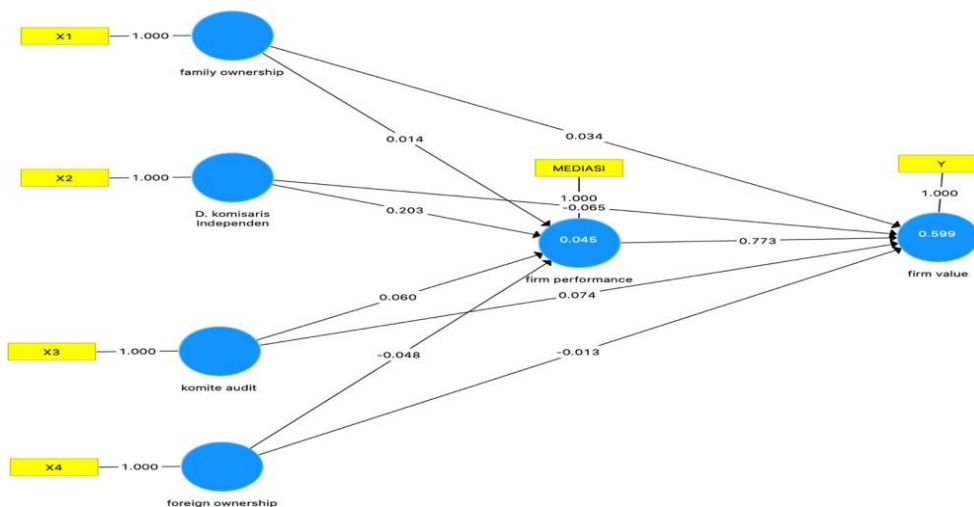 X1
1.000
family ownership
0.014
0.034
X2
1.000
D. komisaris
Independen
0.203
MEDIASI
1.000
-0.065
0.045
firm performance
0.773
Y
1.000
0.599
firm value
0.060
0.074
X3
1.000
komite audit
-0.048
-0.013
X4
1.000
foreign ownership